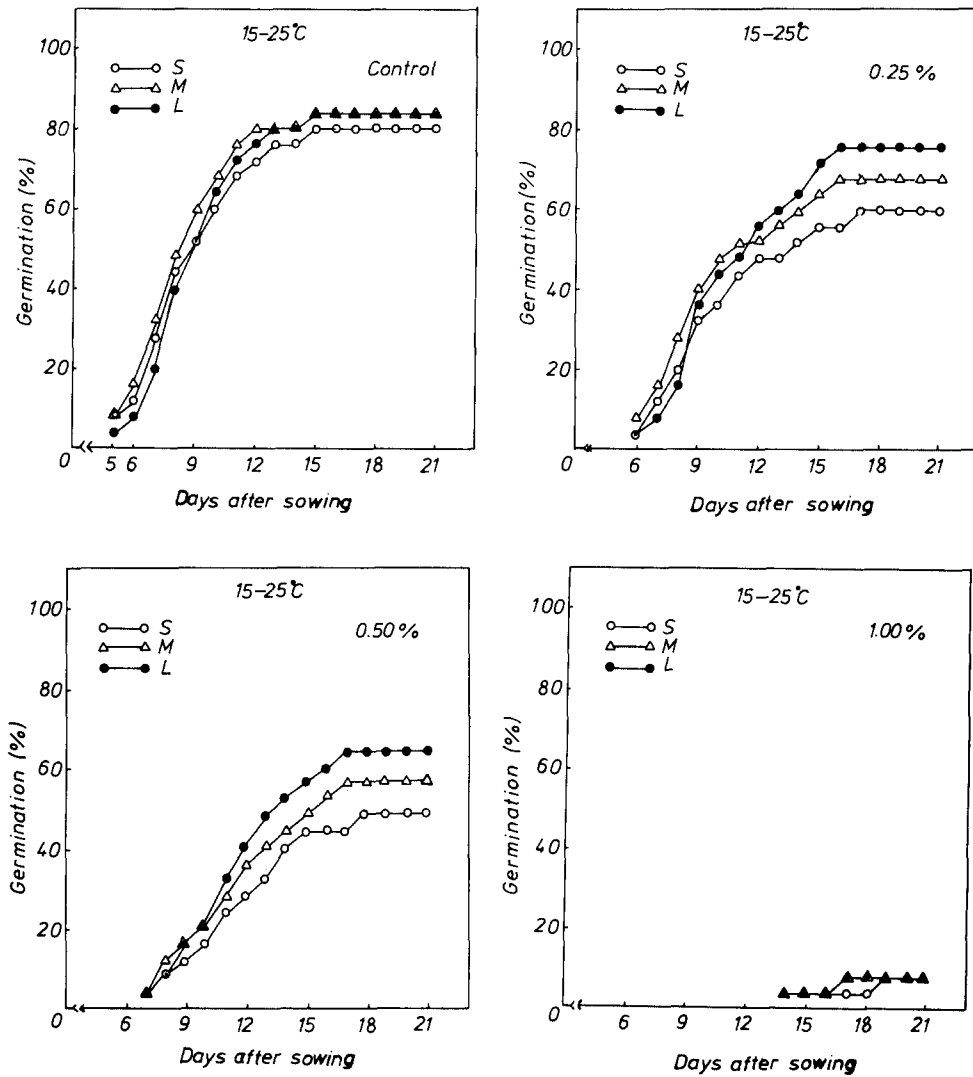 15-25°C
Control
S
M
L
100
80
60
40
20
0
Germination (%)
5 6 9 12 15 18 21
Days after sowing
15-25°C
0.25 %
S
M
L
100
80
60
40
20
0
Germination (%)
6 9 12 15 18 21
Days after sowing
15-25°C
0.50 %
S
M
L
100
80
60
40
20
0
Germination (%)
6 9 12 15 18 21
Days after sowing
15-25°C
1.00 %
S
M
L
100
80
60
40
20
0
Germination (%)
6 9 12 15 18 21
Days after sowing